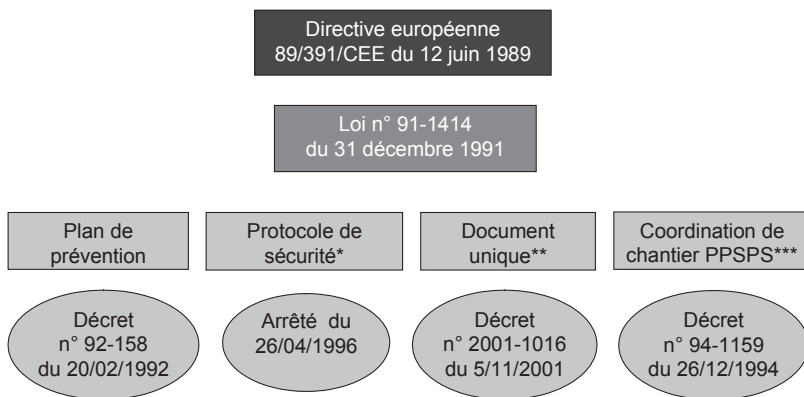 Directive européenne
89/391/CEE du 12 juin 1989
Loi n° 91-1414
du 31 décembre 1991
Plan de
prévention
Protocole de
sécurité*
Document
unique**
Coordination de
chantier PPSPS***
Décret
n° 92-158
du 20/02/1992
Arrêté du
26/04/1996
Décret
n° 2001-1016
du 5/11/2001
Décret
n° 94-1159
du 26/12/1994